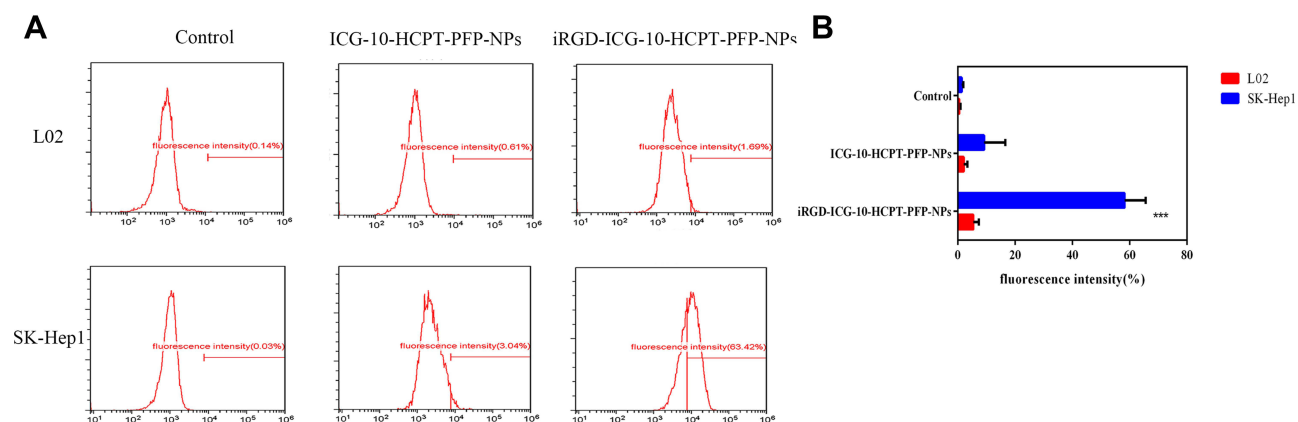 A
Control
ICG-10-HCPT-PFP-NPs
iRGD-ICG-10-HCPT-PFP-NPs
L02
fluorescence intensity(0.14%)
10² 10³ 10⁴ 10⁵ 10⁶
fluorescence intensity(0.61%)
10¹ 10² 10³ 10⁴ 10⁵ 10⁶
fluorescence intensity(1.69%)
10¹ 10² 10³ 10⁴ 10⁵ 10⁶
SK-Hep1
fluorescence intensity(0.03%)
10¹ 10² 10³ 10⁴ 10⁵ 10⁶
fluorescence intensity(3.04%)
10¹ 10² 10³ 10⁴ 10⁵ 10⁶
fluorescence intensity(63.42%)
10¹ 10² 10³ 10⁴ 10⁵ 10⁶
B
L02
SK-Hep1
Control
ICG-10-HCPT-PFP-NPs
iRGD-ICG-10-HCPT-PFP-NPs
***
0 20 40 60 80
fluorescence intensity(%)